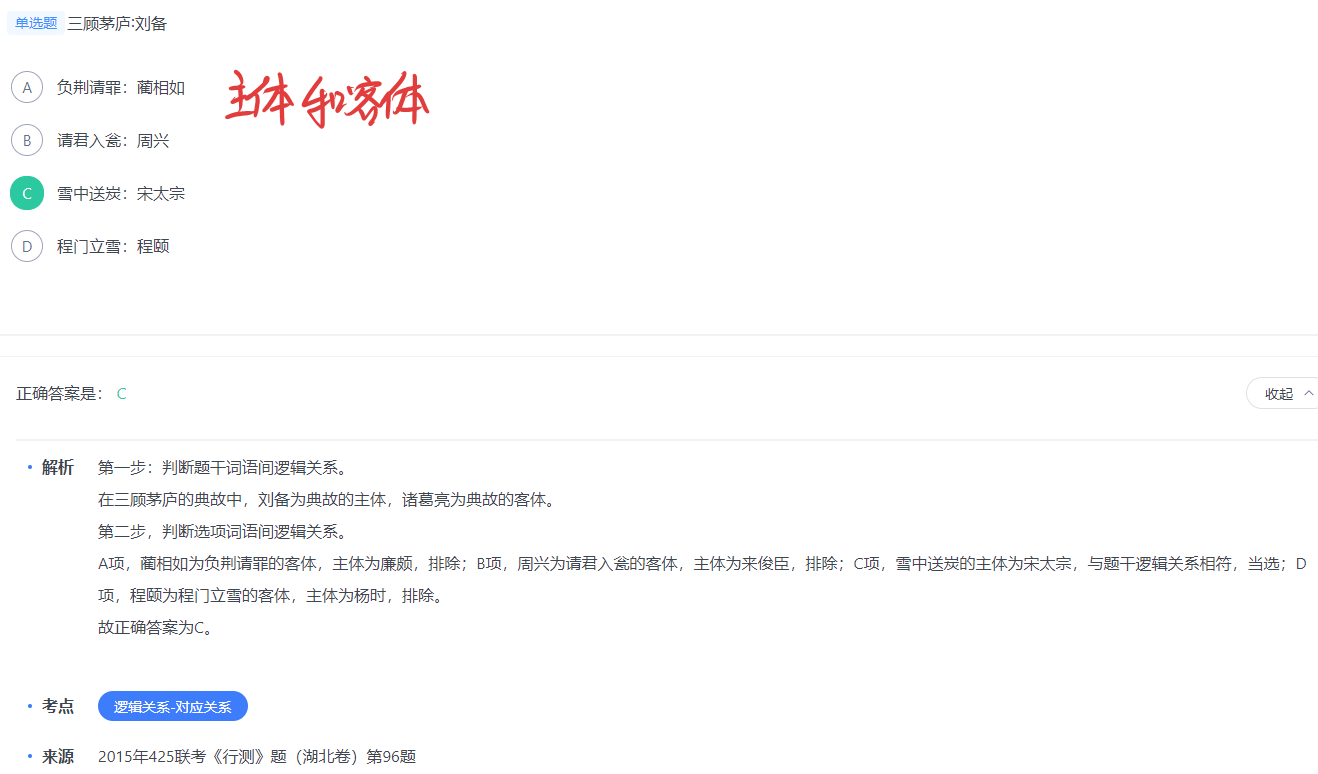 单选题 三顾茅庐:刘备
A 负荆请罪：蔺相如
主体和客体
B 请君入瓮：周兴
C 雪中送炭：宋太宗
D 程门立雪：程颐
正确答案是： C
收起
解析 第一步：判断题干词语间逻辑关系。
在三顾茅庐的典故中，刘备为典故的主体，诸葛亮为典故的客体。
第二步，判断选项词语间逻辑关系。
A项，蔺相如为负荆请罪的客体，主体为廉颇，排除；B项，周兴为请君入瓮的客体，主体为来俊臣，排除；C项，雪中送炭的主体为宋太宗，与题干逻辑关系相符，当选；D
项，程颐为程门立雪的客体，主体为杨时，排除。
故正确答案为C。
考点 逻辑关系-对应关系
来源 2015年425联考《行测》题（湖北卷）第96题